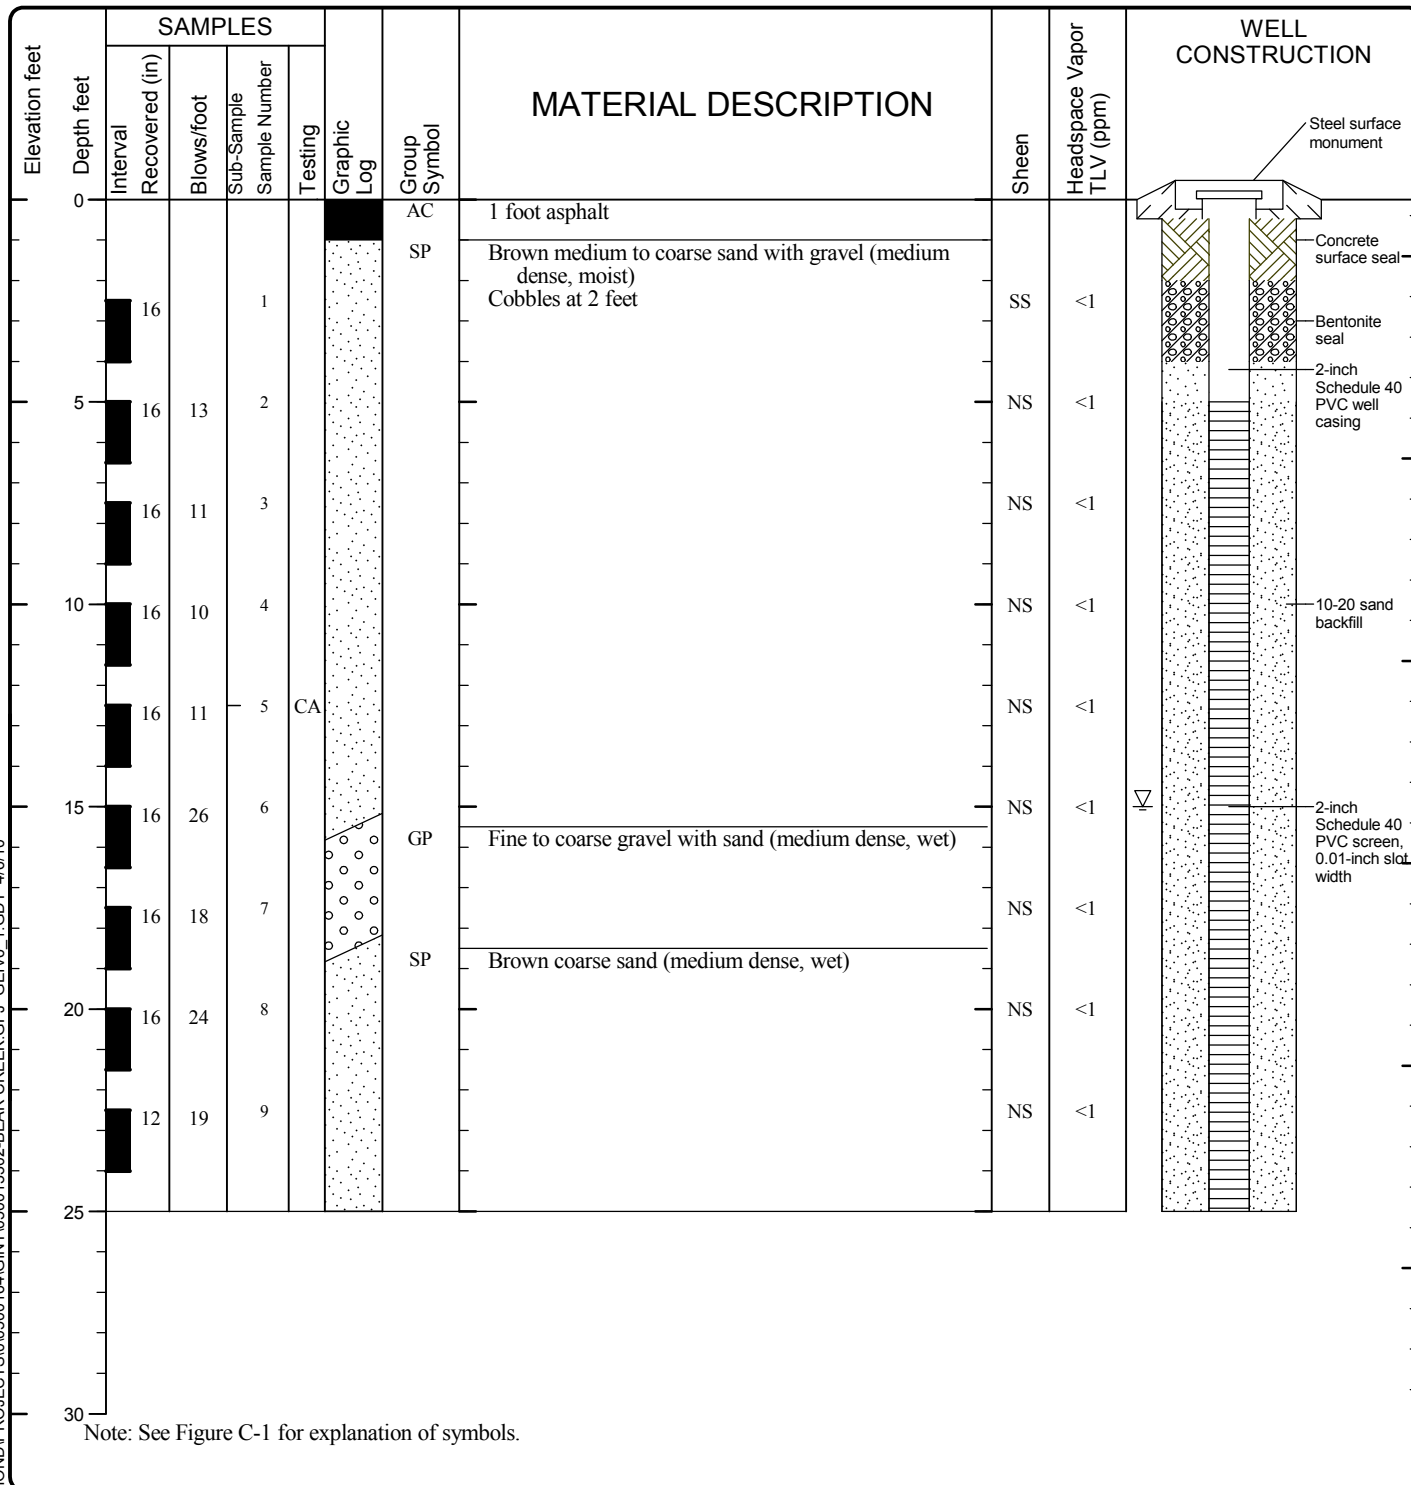 SAMPLES
WELL
CONSTRUCTION
Elevation feet
Depth feet
Interval
Recovered (in)
Blows/foot
Sub-Sample
Sample Number
Testing
Graphic
Log
Group
Symbol
MATERIAL DESCRIPTION
Sheen
Headspace Vapor
TLV (ppm)
Steel surface
monument
0 AC 1 foot asphalt
SP Brown medium to coarse sand with gravel (medium
dense, moist)
Cobbles at 2 feet
Concrete
surface seal
16 1 SS <1
Bentonite
seal
2-inch
Schedule 40
PVC well
casing
5 16 13 2 NS <1
16 11 3 NS <1
10 16 10 4 NS <1
10-20 sand
backfill
16 11 5 CA NS <1
15 16 26 6 NS <1
2-inch
Schedule 40
PVC screen,
0.01-inch slot
width
GP Fine to coarse gravel with sand (medium dense, wet)
16 18 7 NS <1
SP Brown coarse sand (medium dense, wet)
20 16 24 8 NS <1
12 19 9 NS <1
25
30
Note: See Figure C-1 for explanation of symbols.